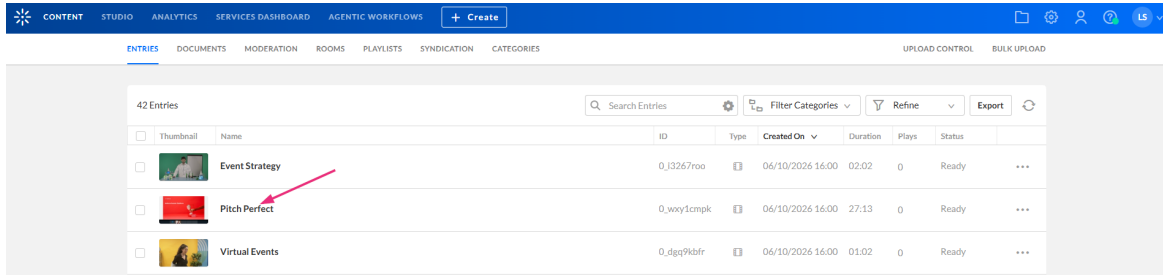 CONTENT STUDIO ANALYTICS SERVICES DASHBOARD AGENTIC WORKFLOWS + Create LS
ENTRIES DOCUMENTS MODERATION ROOMS PLAYLISTS SYNDICATION CATEGORIES UPLOAD CONTROL BULK UPLOAD
42 Entries Search Entries Filter Categories Refine Export
Thumbnail Name ID Type Created On Duration Plays Status
Event Strategy 0_l3267roo 06/10/2026 16:00 02:02 0 Ready
Pitch Perfect 0_wxy1cmpk 06/10/2026 16:00 27:13 0 Ready
Virtual Events 0_dgq9kbfr 06/10/2026 16:00 01:02 0 Ready